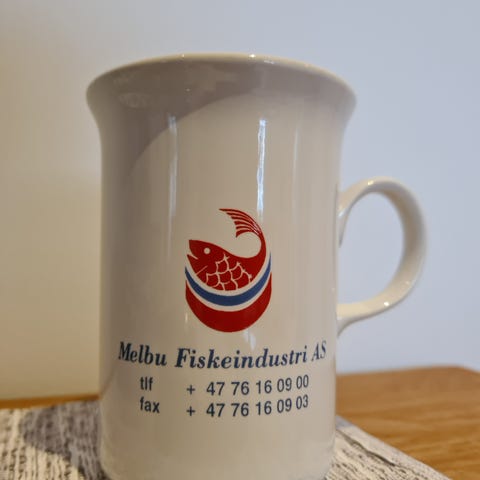 Melbu Fiskeindustri AS
tlf + 47 76 16 09 00
fax + 47 76 16 09 03